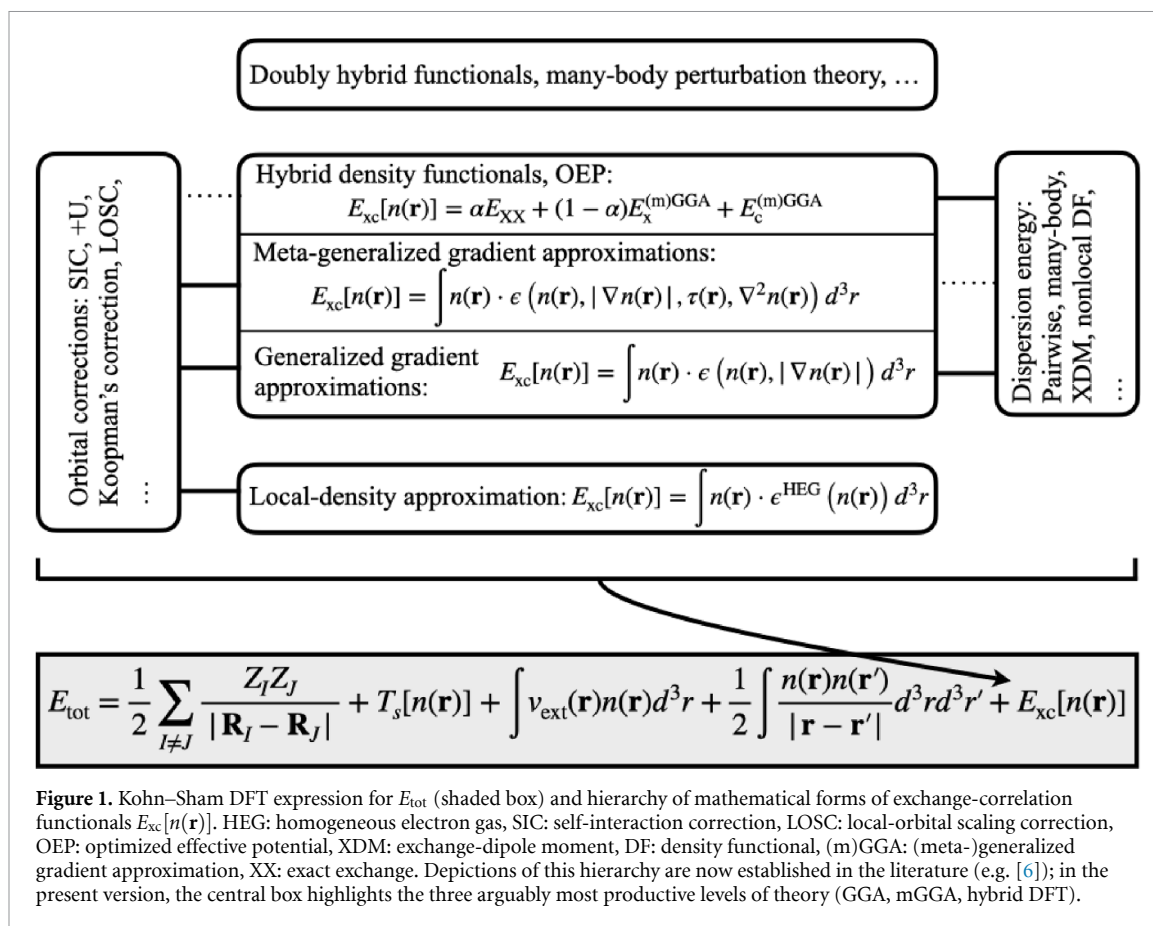 Doubly hybrid functionals, many-body perturbation theory, …
Orbital corrections: SIC, +U,
Koopman's correction, LOSC,
…
Hybrid density functionals, OEP:
E_xc[n(𝐫)] = αE_XX + (1 − α)E_x^(m)GGA + E_c^(m)GGA
Meta-generalized gradient approximations:
E_xc[n(𝐫)] = ∫ n(𝐫) · ϵ (n(𝐫), |∇n(𝐫)|, τ(𝐫), ∇²n(𝐫)) d³r
Generalized gradient
approximations:
E_xc[n(𝐫)] = ∫ n(𝐫) · ϵ (n(𝐫), |∇n(𝐫)|) d³r
Dispersion energy:
Pairwise, many-body,
XDM, nonlocal DF,
…
Local-density approximation: E_xc[n(𝐫)] = ∫ n(𝐫) · ϵ^HEG (n(𝐫)) d³r
E_tot = 1/2 ∑_{I≠J} Z_I Z_J / |𝐑_I − 𝐑_J| + T_s[n(𝐫)] + ∫ v_ext(𝐫)n(𝐫)d³r + 1/2 ∫ n(𝐫)n(𝐫′) / |𝐫 − 𝐫′| d³rd³r′ + E_xc[n(𝐫)]
Figure 1. Kohn–Sham DFT expression for E_tot (shaded box) and hierarchy of mathematical forms of exchange-correlation
functionals E_xc[n(𝐫)]. HEG: homogeneous electron gas, SIC: self-interaction correction, LOSC: local-orbital scaling correction,
OEP: optimized effective potential, XDM: exchange-dipole moment, DF: density functional, (m)GGA: (meta-)generalized
gradient approximation, XX: exact exchange. Depictions of this hierarchy are now established in the literature (e.g. [6]); in the
present version, the central box highlights the three arguably most productive levels of theory (GGA, mGGA, hybrid DFT).